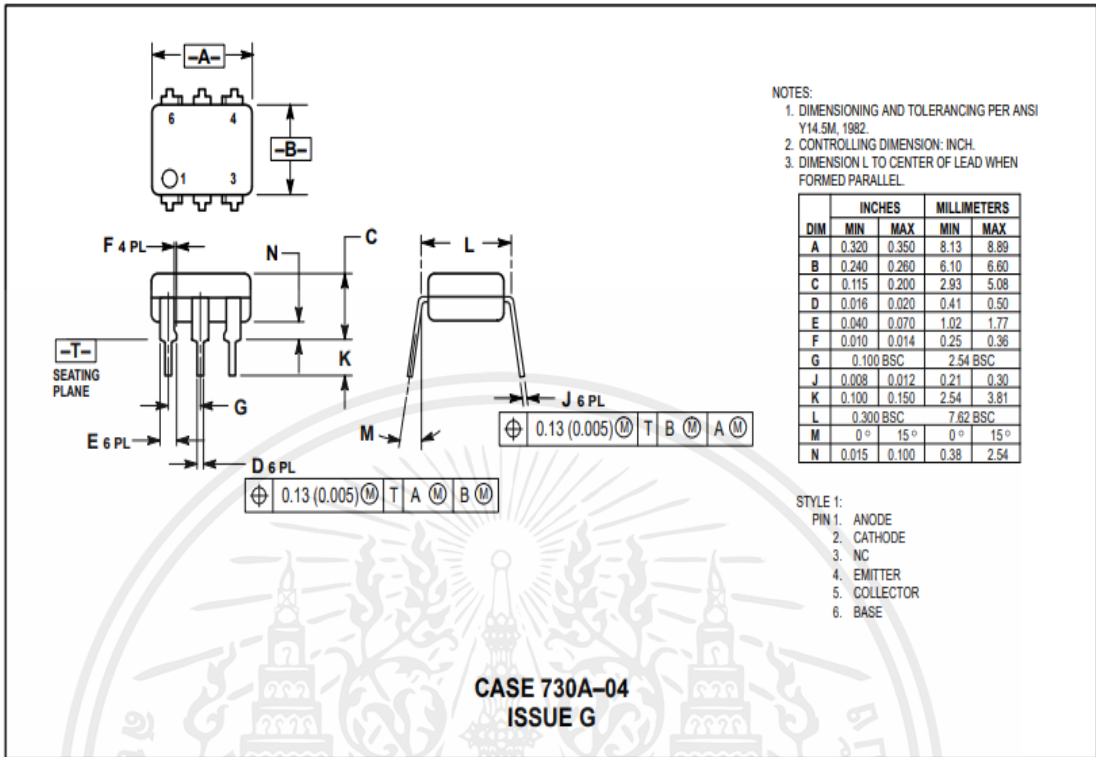 –A–
6 4
–B–
1 3
F 4 PL
N
C
L
–T–
SEATING
PLANE
K
G
M
J 6 PL
E 6 PL
⌖ 0.13 (0.005) Ⓜ T B Ⓜ A Ⓜ
D 6 PL
⌖ 0.13 (0.005) Ⓜ T A Ⓜ B Ⓜ
NOTES:
1. DIMENSIONING AND TOLERANCING PER ANSI
Y14.5M, 1982.
2. CONTROLLING DIMENSION: INCH.
3. DIMENSION L TO CENTER OF LEAD WHEN
FORMED PARALLEL.
INCHES MILLIMETERS
DIM MIN MAX MIN MAX
A 0.320 0.350 8.13 8.89
B 0.240 0.260 6.10 6.60
C 0.115 0.200 2.93 5.08
D 0.016 0.020 0.41 0.50
E 0.040 0.070 1.02 1.77
F 0.010 0.014 0.25 0.36
G 0.100 BSC 2.54 BSC
J 0.008 0.012 0.21 0.30
K 0.100 0.150 2.54 3.81
L 0.300 BSC 7.62 BSC
M 0° 15° 0° 15°
N 0.015 0.100 0.38 2.54
STYLE 1:
PIN 1. ANODE
2. CATHODE
3. NC
4. EMITTER
5. COLLECTOR
6. BASE
CASE 730A–04
ISSUE G